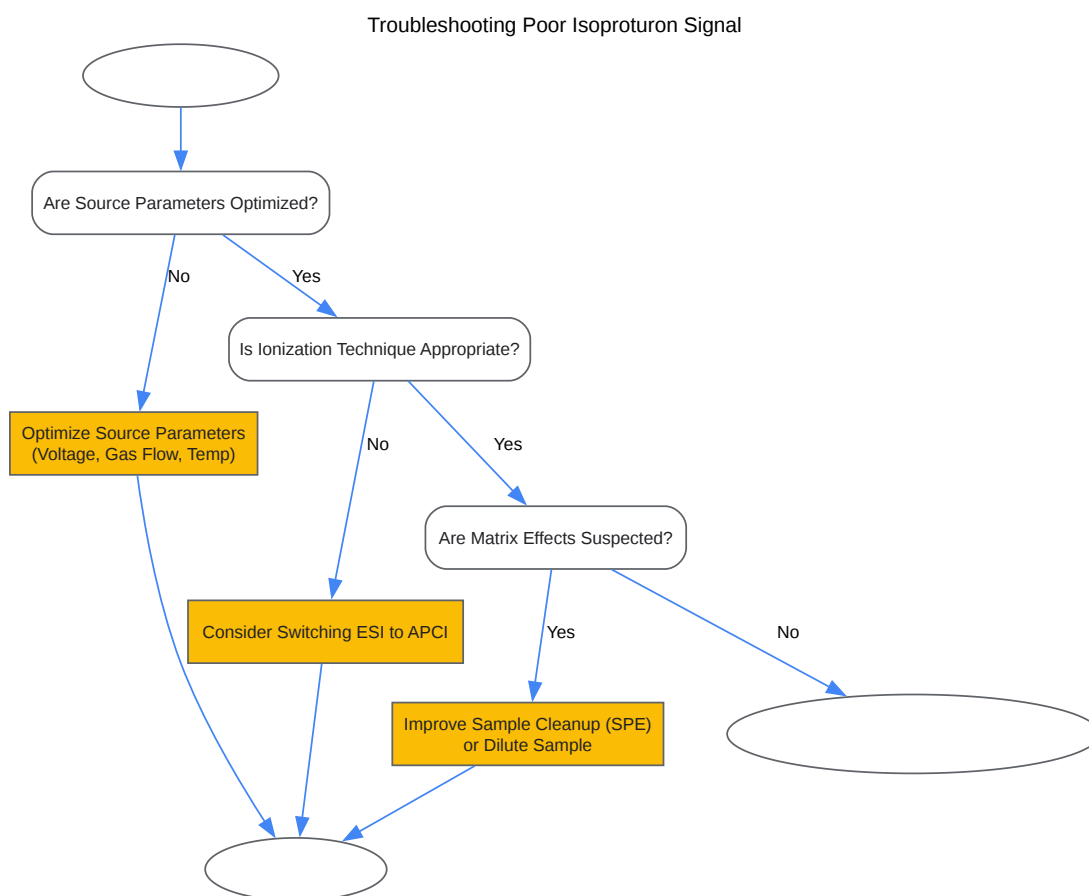 Troubleshooting Poor Isoproturon Signal
Are Source Parameters Optimized?
No
Yes
Is Ionization Technique Appropriate?
Optimize Source Parameters
(Voltage, Gas Flow, Temp)
No
Yes
Are Matrix Effects Suspected?
Consider Switching ESI to APCI
Yes
No
Improve Sample Cleanup (SPE)
or Dilute Sample